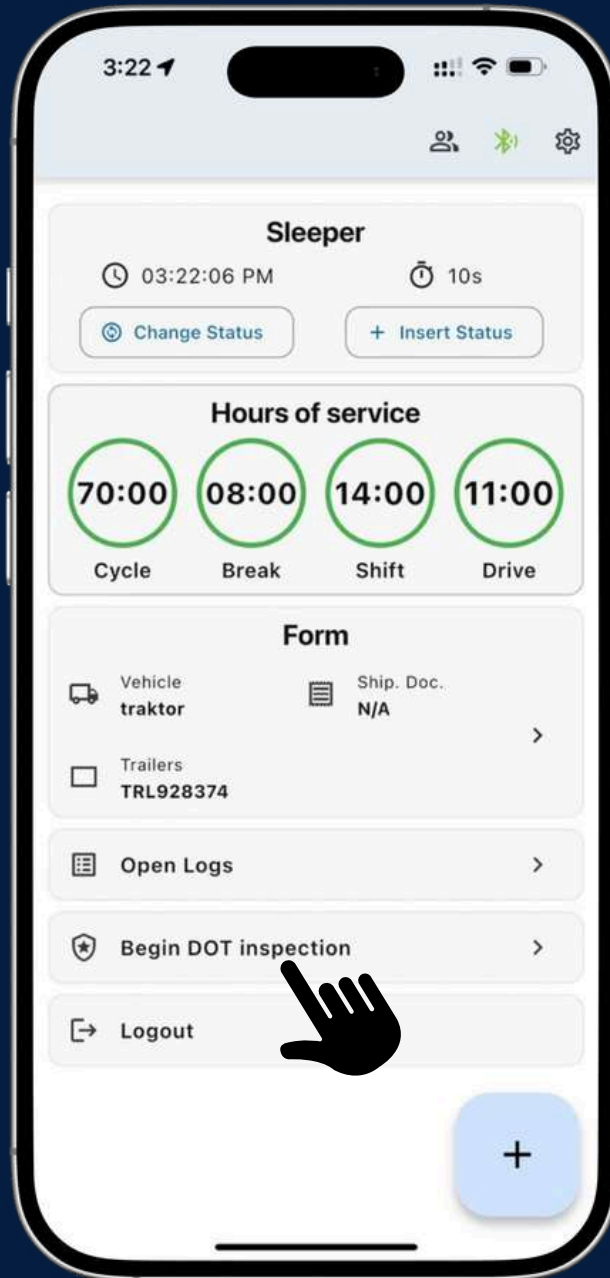 3:22
Sleeper
03:22:06 PM 10s
Change Status + Insert Status
Hours of service
70:00 08:00 14:00 11:00
Cycle Break Shift Drive
Form
Vehicle Ship. Doc.
traktor N/A
Trailers
TRL928374
Open Logs
Begin DOT inspection
Logout
+